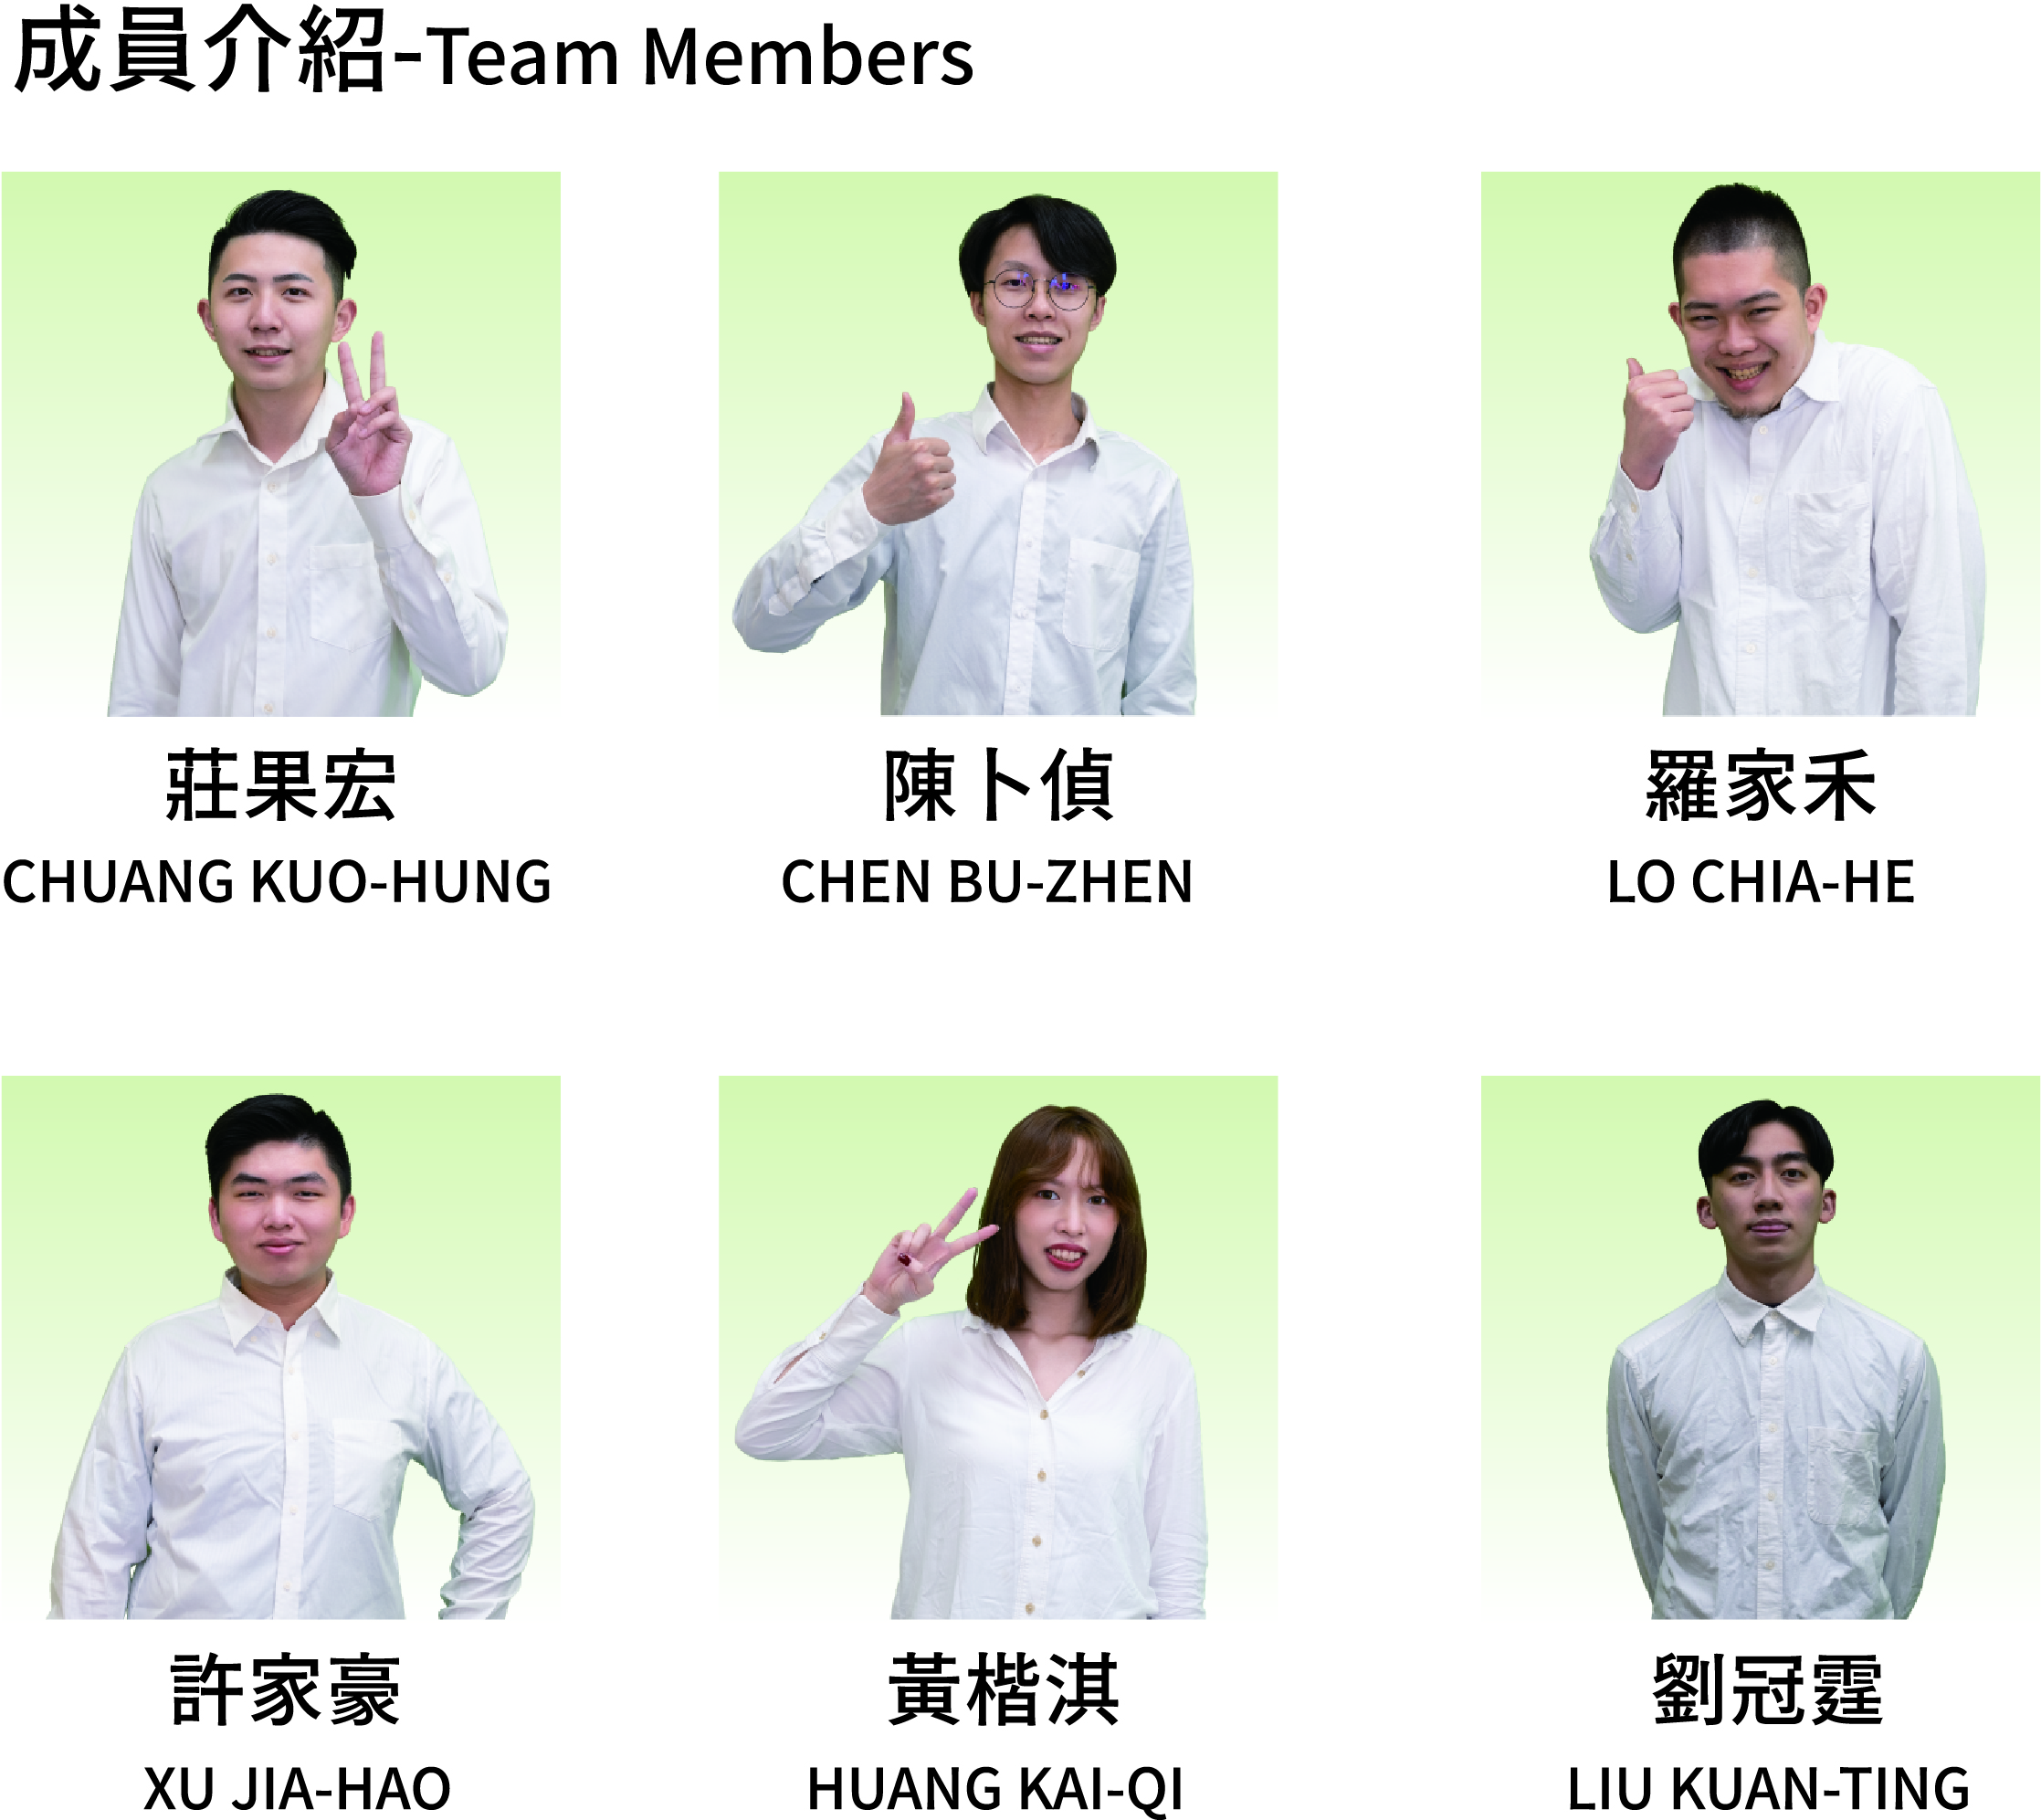 成員介紹-Team Members
莊果宏
CHUANG KUO-HUNG
陳卜偵
CHEN BU-ZHEN
羅家禾
LO CHIA-HE
許家豪
XU JIA-HAO
黃楷淇
HUANG KAI-QI
劉冠霆
LIU KUAN-TING